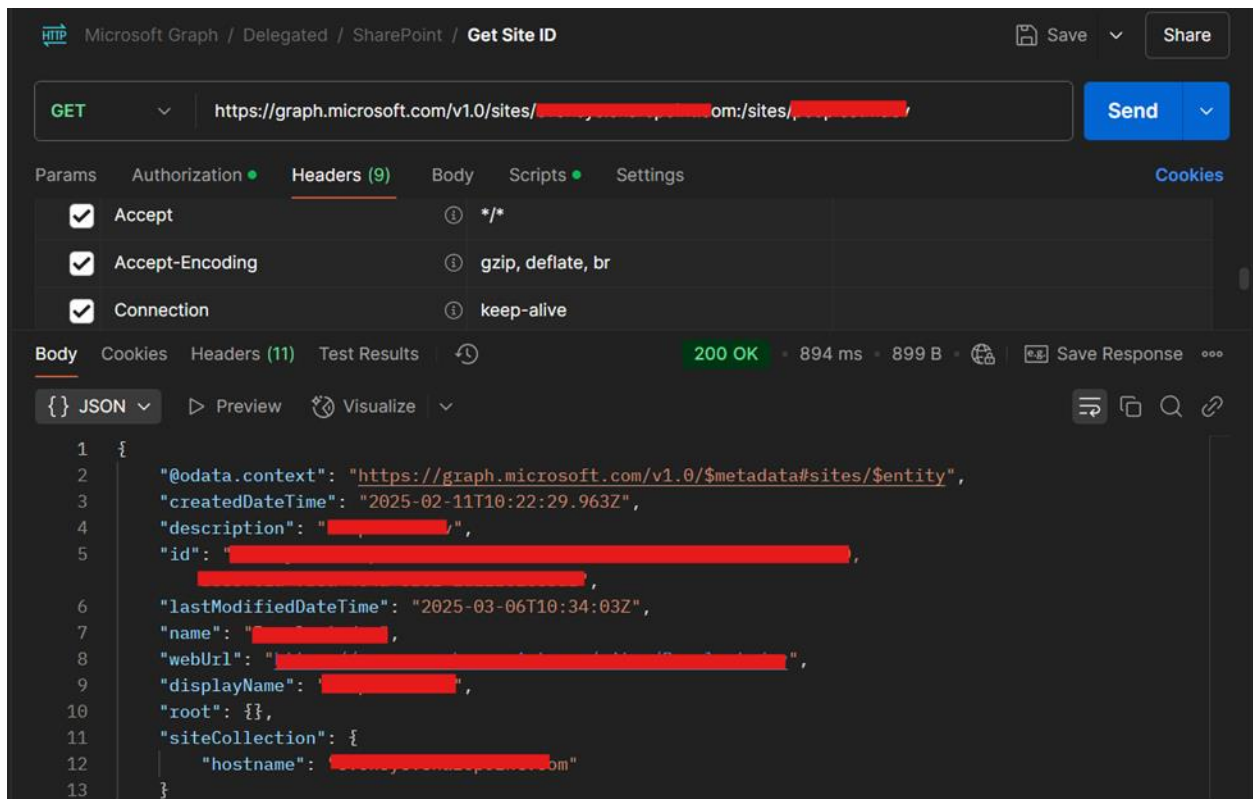 HTTP Microsoft Graph / Delegated / SharePoint / Get Site ID Save Share
GET https://graph.microsoft.com/v1.0/sites/ om:/sites/ Send
Params Authorization Headers (9) Body Scripts Settings Cookies
Accept */*
Accept-Encoding gzip, deflate, br
Connection keep-alive
Body Cookies Headers (11) Test Results 200 OK 894 ms 899 B e.g. Save Response
{} JSON Preview Visualize
1 {
2 "@odata.context": "https://graph.microsoft.com/v1.0/$metadata#sites/$entity",
3 "createdDateTime": "2025-02-11T10:22:29.963Z",
4 "description": " ",
5 "id": " ,
",
6 "lastModifiedDateTime": "2025-03-06T10:34:03Z",
7 "name": " ",
8 "webUrl": " ",
9 "displayName": " ",
10 "root": {},
11 "siteCollection": {
12 "hostname": " om"
13 }